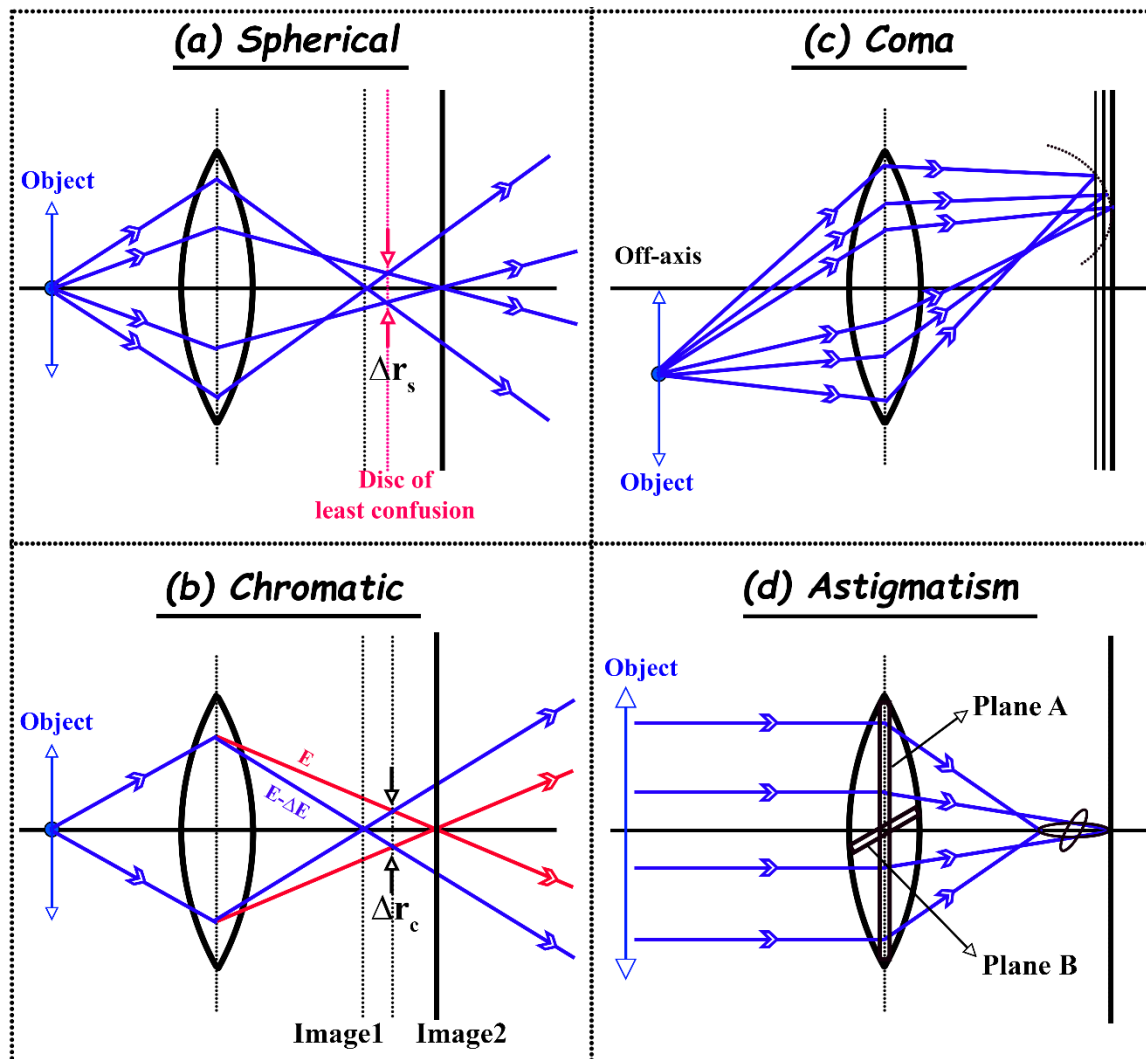 (a) Spherical
Object
Δrs
Disc of
least confusion
(c) Coma
Off-axis
Object
(b) Chromatic
Object
E
E-ΔE
Δrc
Image1
Image2
(d) Astigmatism
Object
Plane A
Plane B